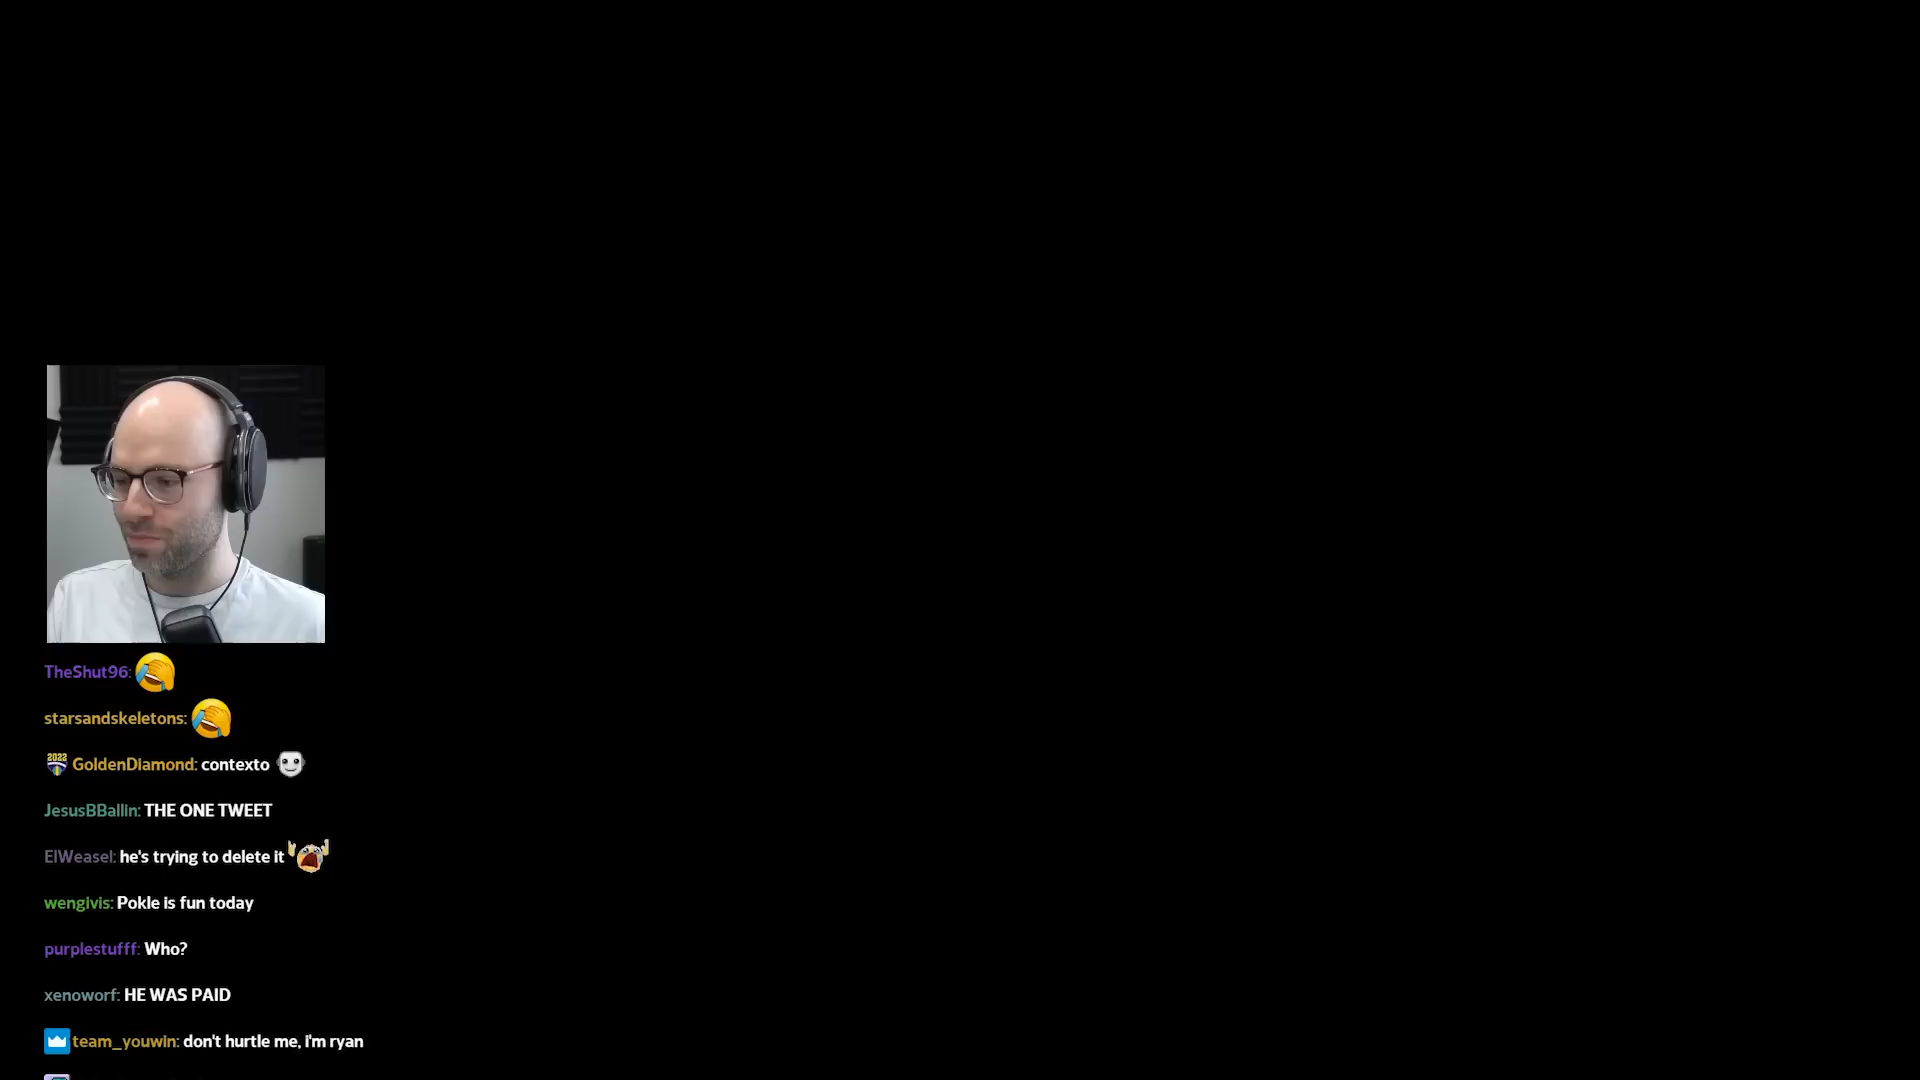 TheShut96:
starsandskeletons:
2022 GoldenDiamond: contexto
JesusBBallin: THE ONE TWEET
ElWeasel: he's trying to delete it
wengivis: Pokle is fun today
purplestufff: Who?
xenoworf: HE WAS PAID
team_youwin: don't hurtle me, i'm ryan